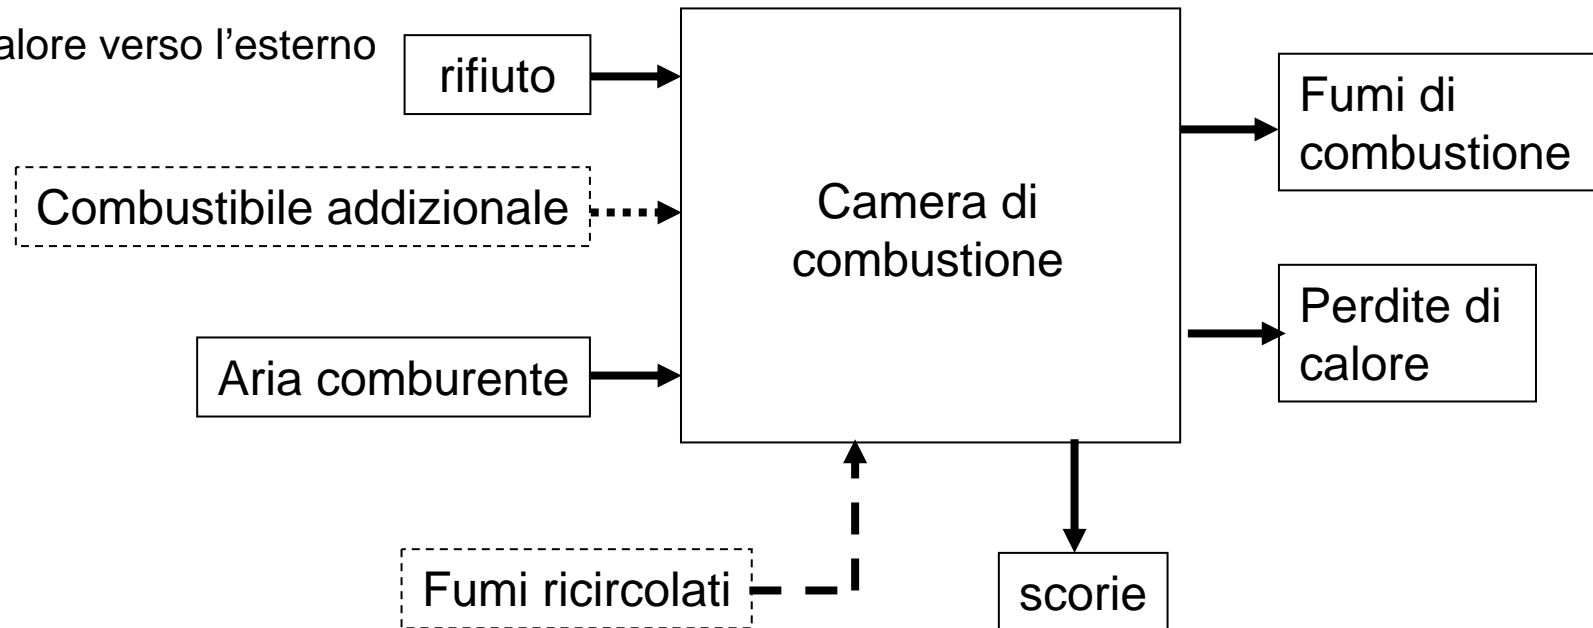 alore verso l'esterno
rifiuto
Fumi di
combustione
Combustibile addizionale
Camera di
combustione
Perdite di
calore
Aria comburente
Fumi ricircolati
scorie